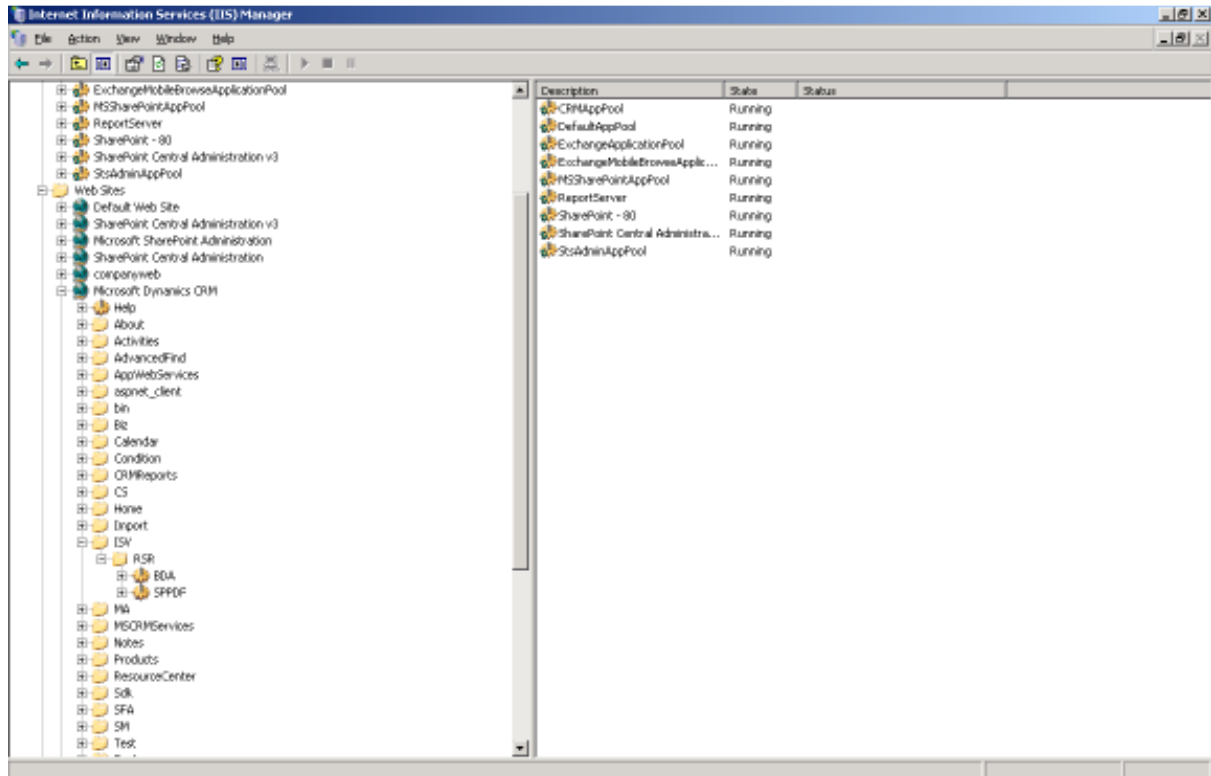 Internet Information Services (IIS) Manager
File Action View Window Help
ExchangeMobileBrowseApplicationPool
MSSharePointAppPool
ReportServer
SharePoint - 80
SharePoint Central Administration v3
StsAdminAppPool
Web Sites
Default Web Site
SharePoint Central Administration v3
Microsoft SharePoint Administration
SharePoint Central Administration
companyweb
Microsoft Dynamics CRM
Help
About
Activities
AdvancedFind
AppWebServices
aspnet_client
bin
Biz
Calendar
Condition
CRMReports
CS
Home
Import
ISV
RSR
BDA
SPPDF
MA
MSCRMServices
Notes
Products
ResourceCenter
Sdk
SFA
SM
Test
Description State Status
CRMAppPool Running
DefaultAppPool Running
ExchangeApplicationPool Running
ExchangeMobileBrowseApplic... Running
MSSharePointAppPool Running
ReportServer Running
SharePoint - 80 Running
SharePoint Central Administra... Running
StsAdminAppPool Running